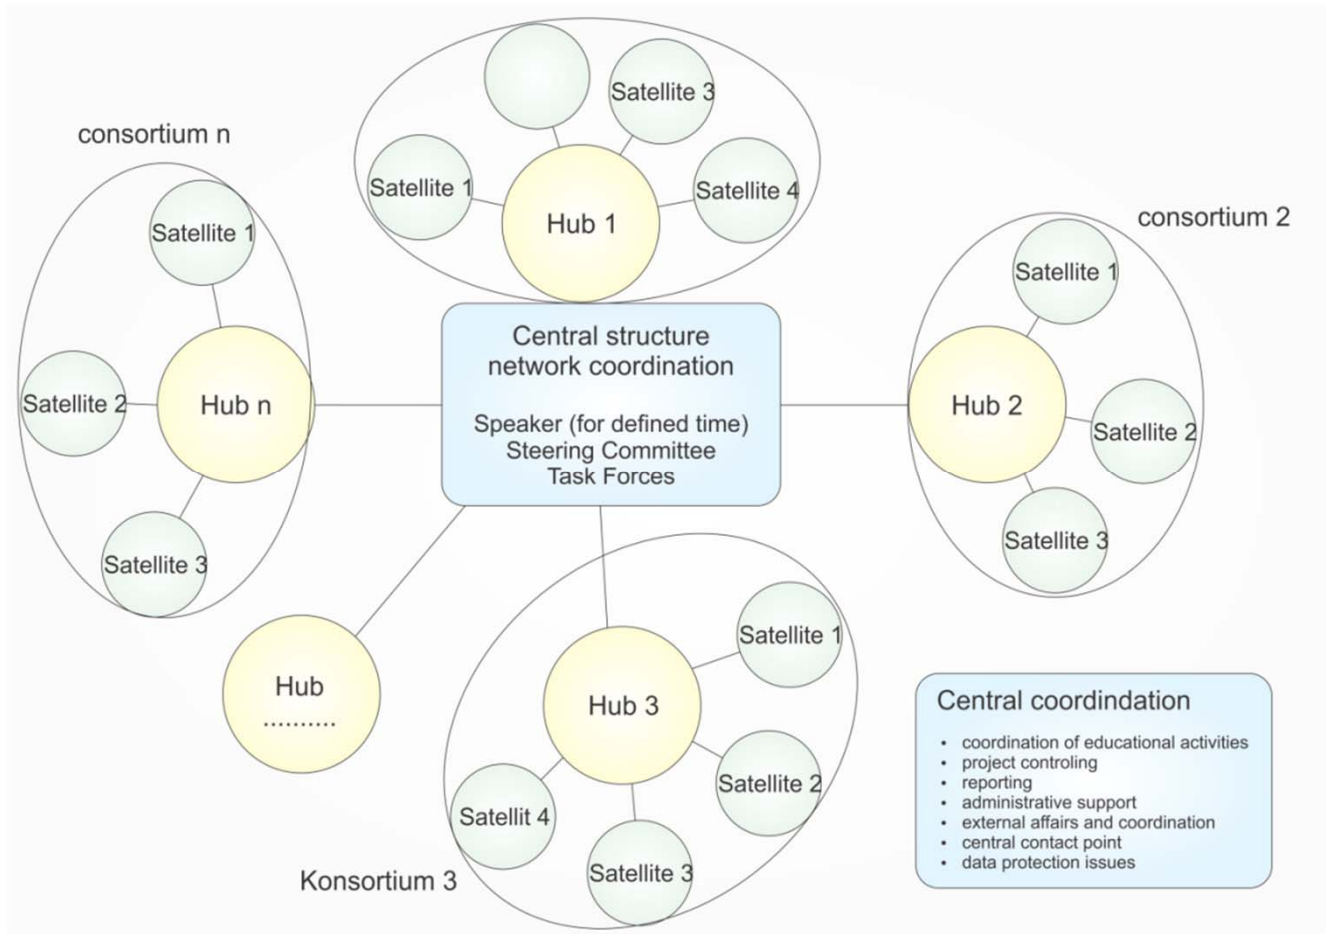 consortium n
Satellite 1
Satellite 2
Hub n
Satellite 3
Satellite 1
Satellite 3
Satellite 4
Hub 1
Central structure
network coordination
Speaker (for defined time)
Steering Committee
Task Forces
consortium 2
Satellite 1
Hub 2
Satellite 2
Satellite 3
Hub
..........
Hub 3
Satellite 1
Satellite 2
Satellite 3
Satellit 4
Konsortium 3
Central coordindation
• coordination of educational activities
• project controling
• reporting
• administrative support
• external affairs and coordination
• central contact point
• data protection issues